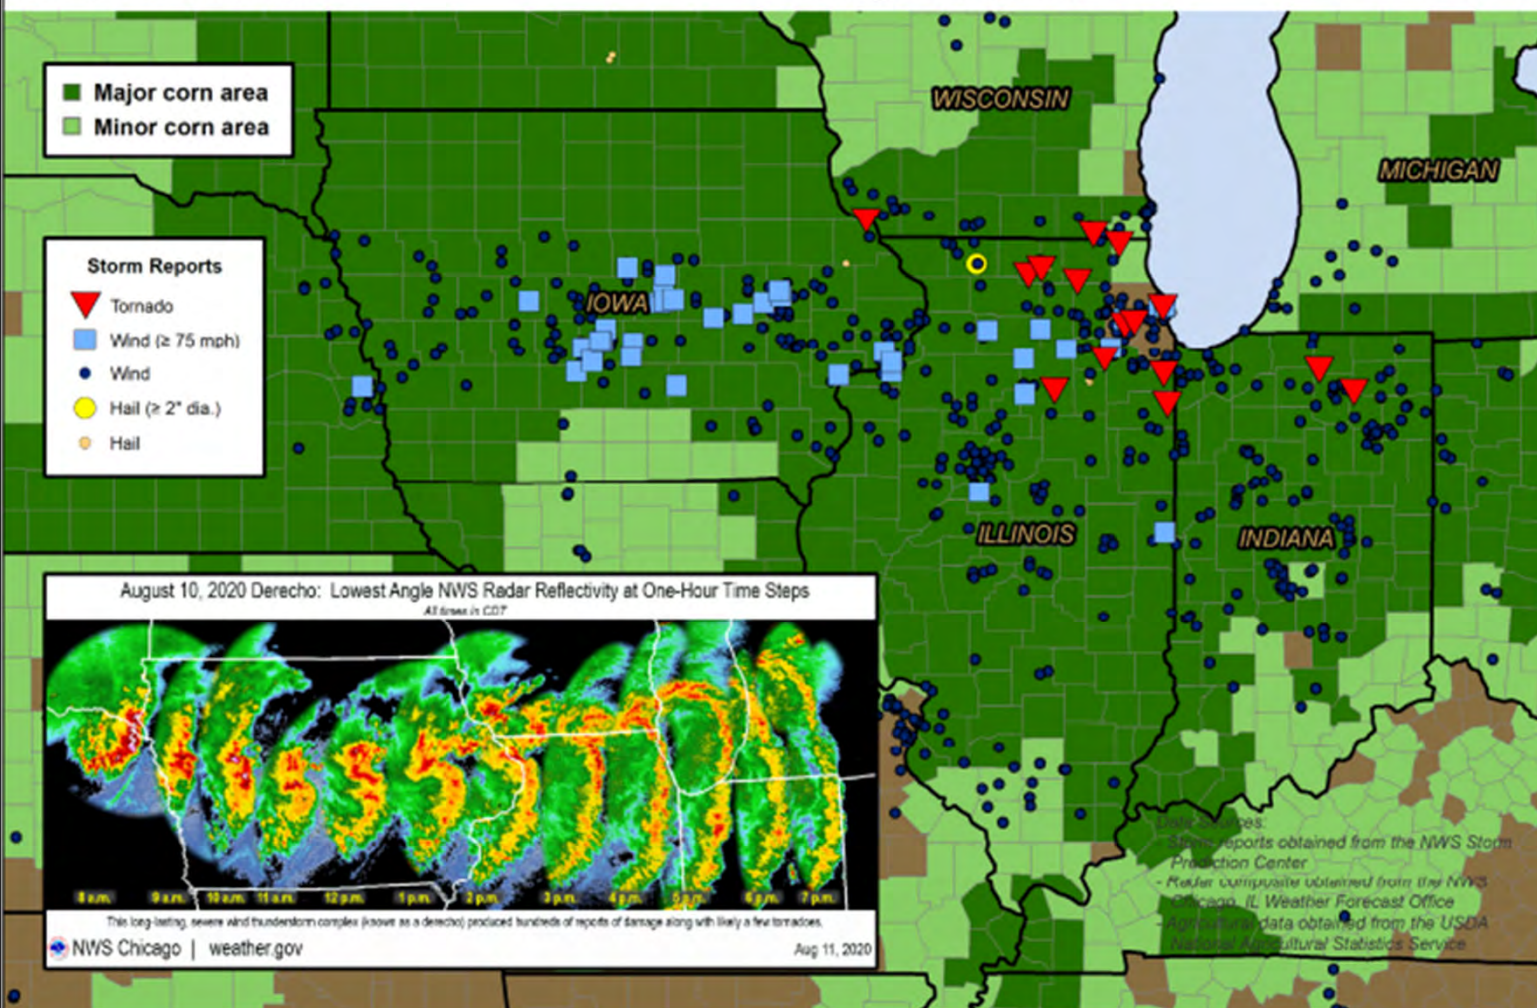 Major corn area
Minor corn area
WISCONSIN
MICHIGAN
Storm Reports
Tornado
Wind (≥ 75 mph)
Wind
Hail (≥ 2" dia.)
Hail
IOWA
ILLINOIS
INDIANA
August 10, 2020 Derecho: Lowest Angle NWS Radar Reflectivity at One-Hour Time Steps
All times in CDT
8 a.m. 9 a.m. 10 a.m. 11 a.m. 12 p.m. 1 p.m. 2 p.m. 3 p.m. 4 p.m. 5 p.m. 6 p.m. 7 p.m.
This long-lasting, severe wind thunderstorm complex (known as a derecho) produced hundreds of reports of damage along with likely a few tornadoes.
NWS Chicago | weather.gov
Aug 11, 2020
Data Sources:
- Storm reports obtained from the NWS Storm
Prediction Center
- Radar composite obtained from the NWS
Chicago, IL Weather Forecast Office
- Agricultural data obtained from the USDA
National Agricultural Statistics Service